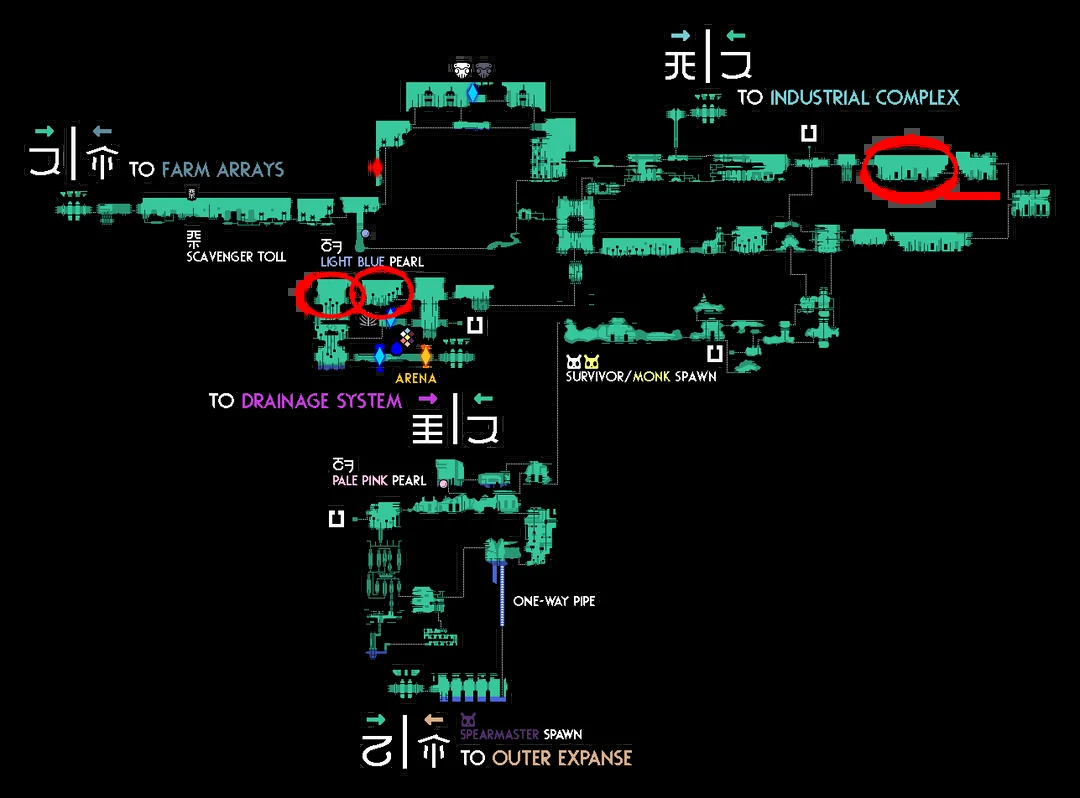 TO INDUSTRIAL COMPLEX
TO FARM ARRAYS
SCAVENGER TOLL
LIGHT BLUE PEARL
SURVIVOR/MONK SPAWN
ARENA
TO DRAINAGE SYSTEM
PALE PINK PEARL
ONE-WAY PIPE
SPEARMASTER SPAWN
TO OUTER EXPANSE